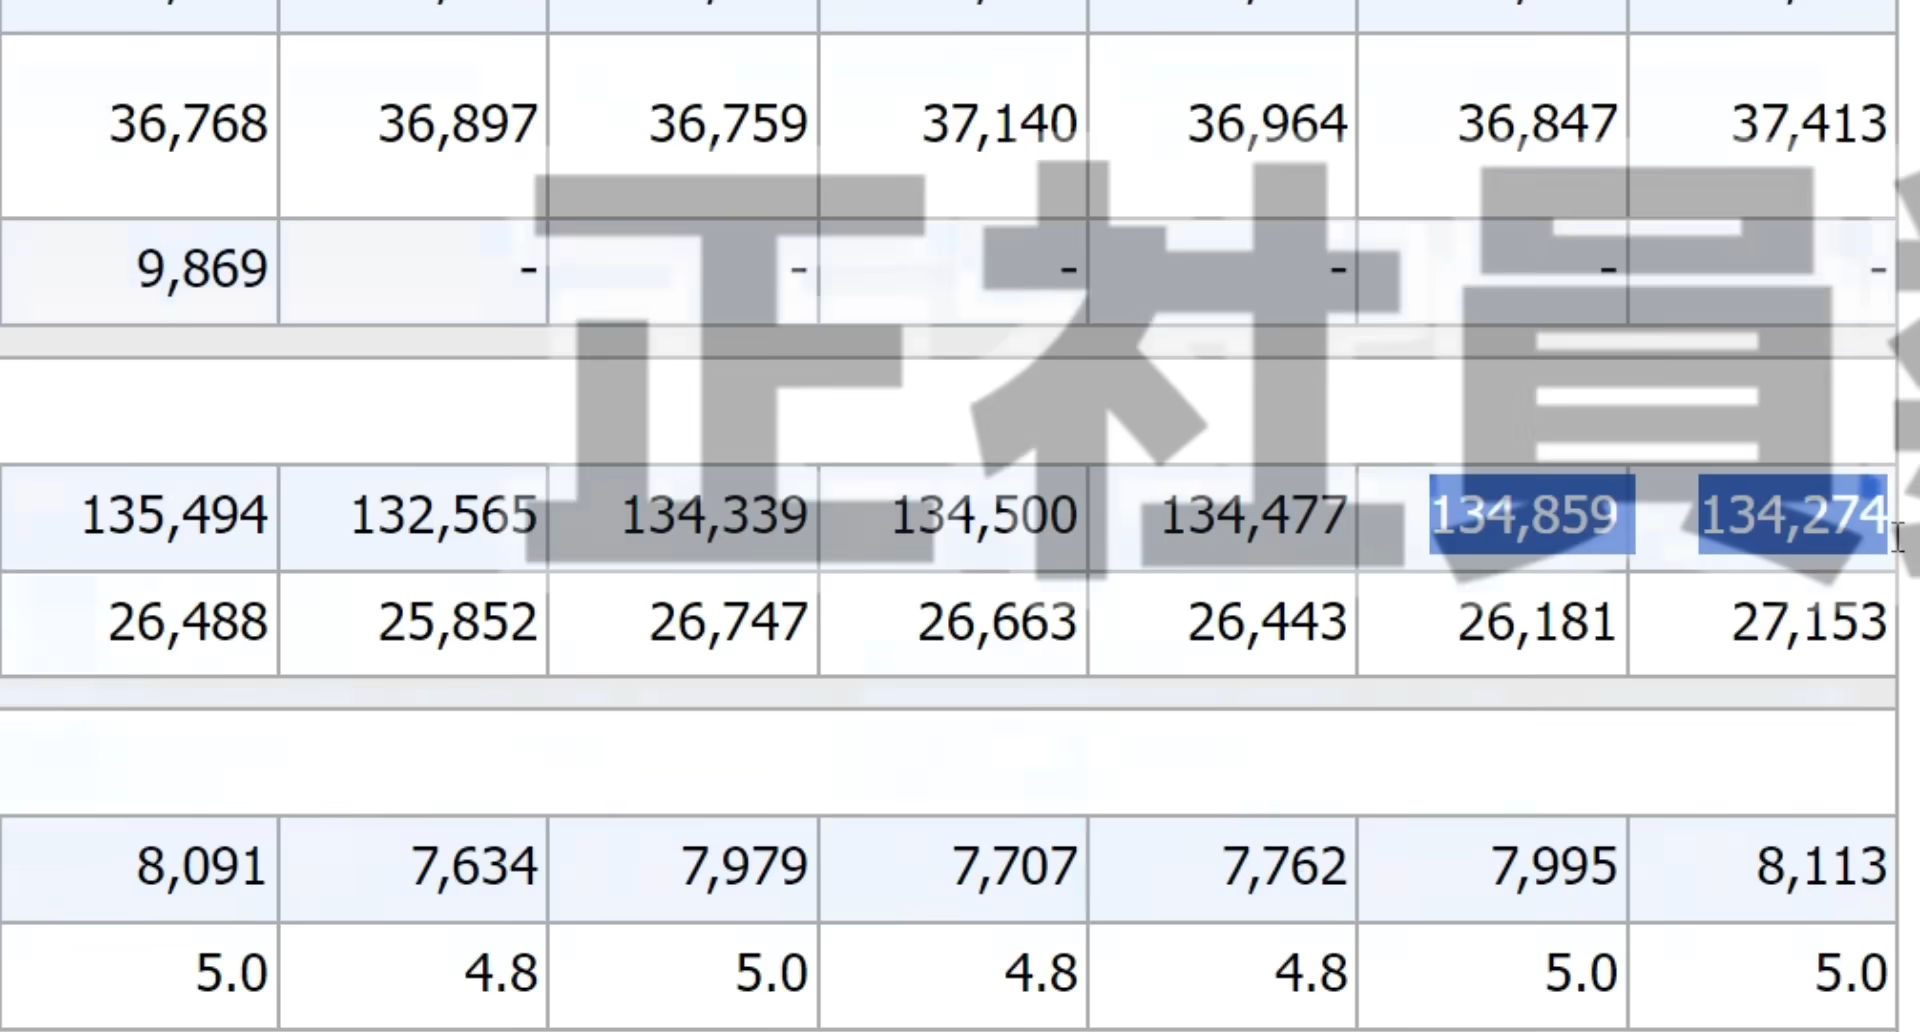 36,768 36,897 36,759 37,140 36,964 36,847 37,413
9,869 - - - - - -
正社員
135,494 132,565 134,339 134,500 134,477 134,859 134,274
26,488 25,852 26,747 26,663 26,443 26,181 27,153
8,091 7,634 7,979 7,707 7,762 7,995 8,113
5.0 4.8 5.0 4.8 4.8 5.0 5.0